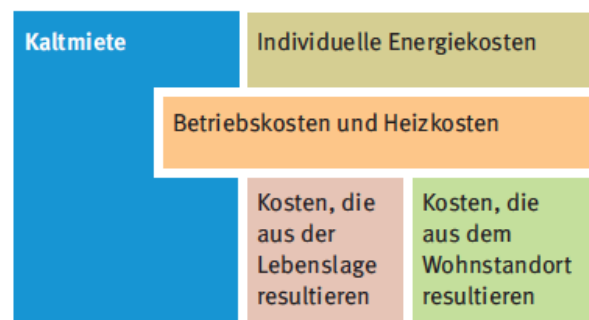 Kaltmiete
Individuelle Energiekosten
Betriebskosten und Heizkosten
Kosten, die
aus der
Lebenslage
resultieren
Kosten, die
aus dem
Wohnstandort
resultieren